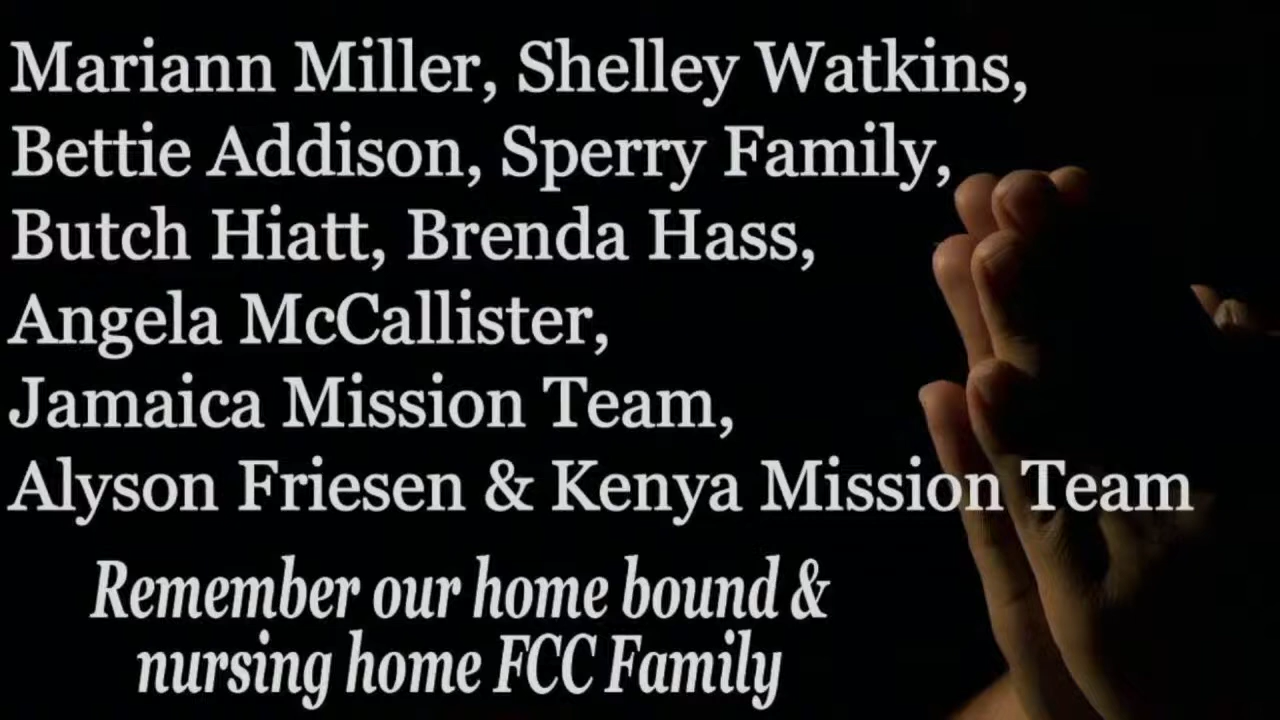 Mariann Miller, Shelley Watkins,
Bettie Addison, Sperry Family,
Butch Hiatt, Brenda Hass,
Angela McCallister,
Jamaica Mission Team,
Alyson Friesen & Kenya Mission Team
Remember our home bound &
nursing home FCC Family